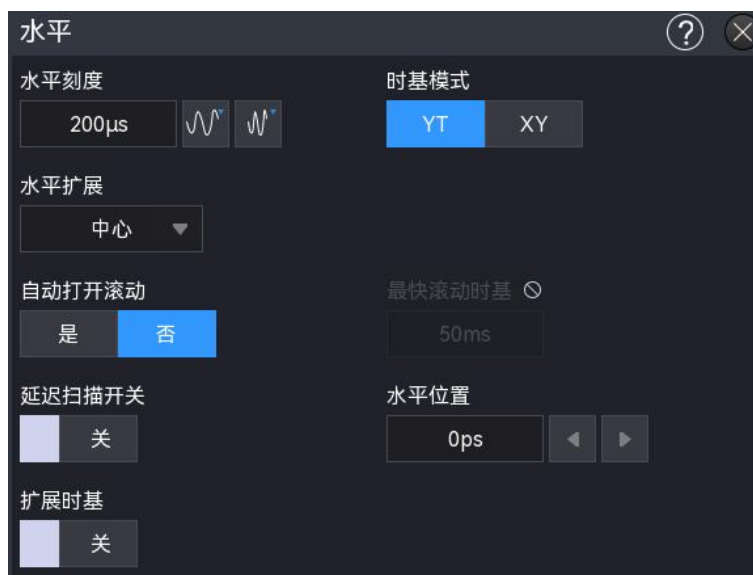 水平
水平刻度
200μs
时基模式
YT XY
水平扩展
中心
自动打开滚动
是 否
最快滚动时基
50ms
延迟扫描开关
关
水平位置
0ps
扩展时基
关